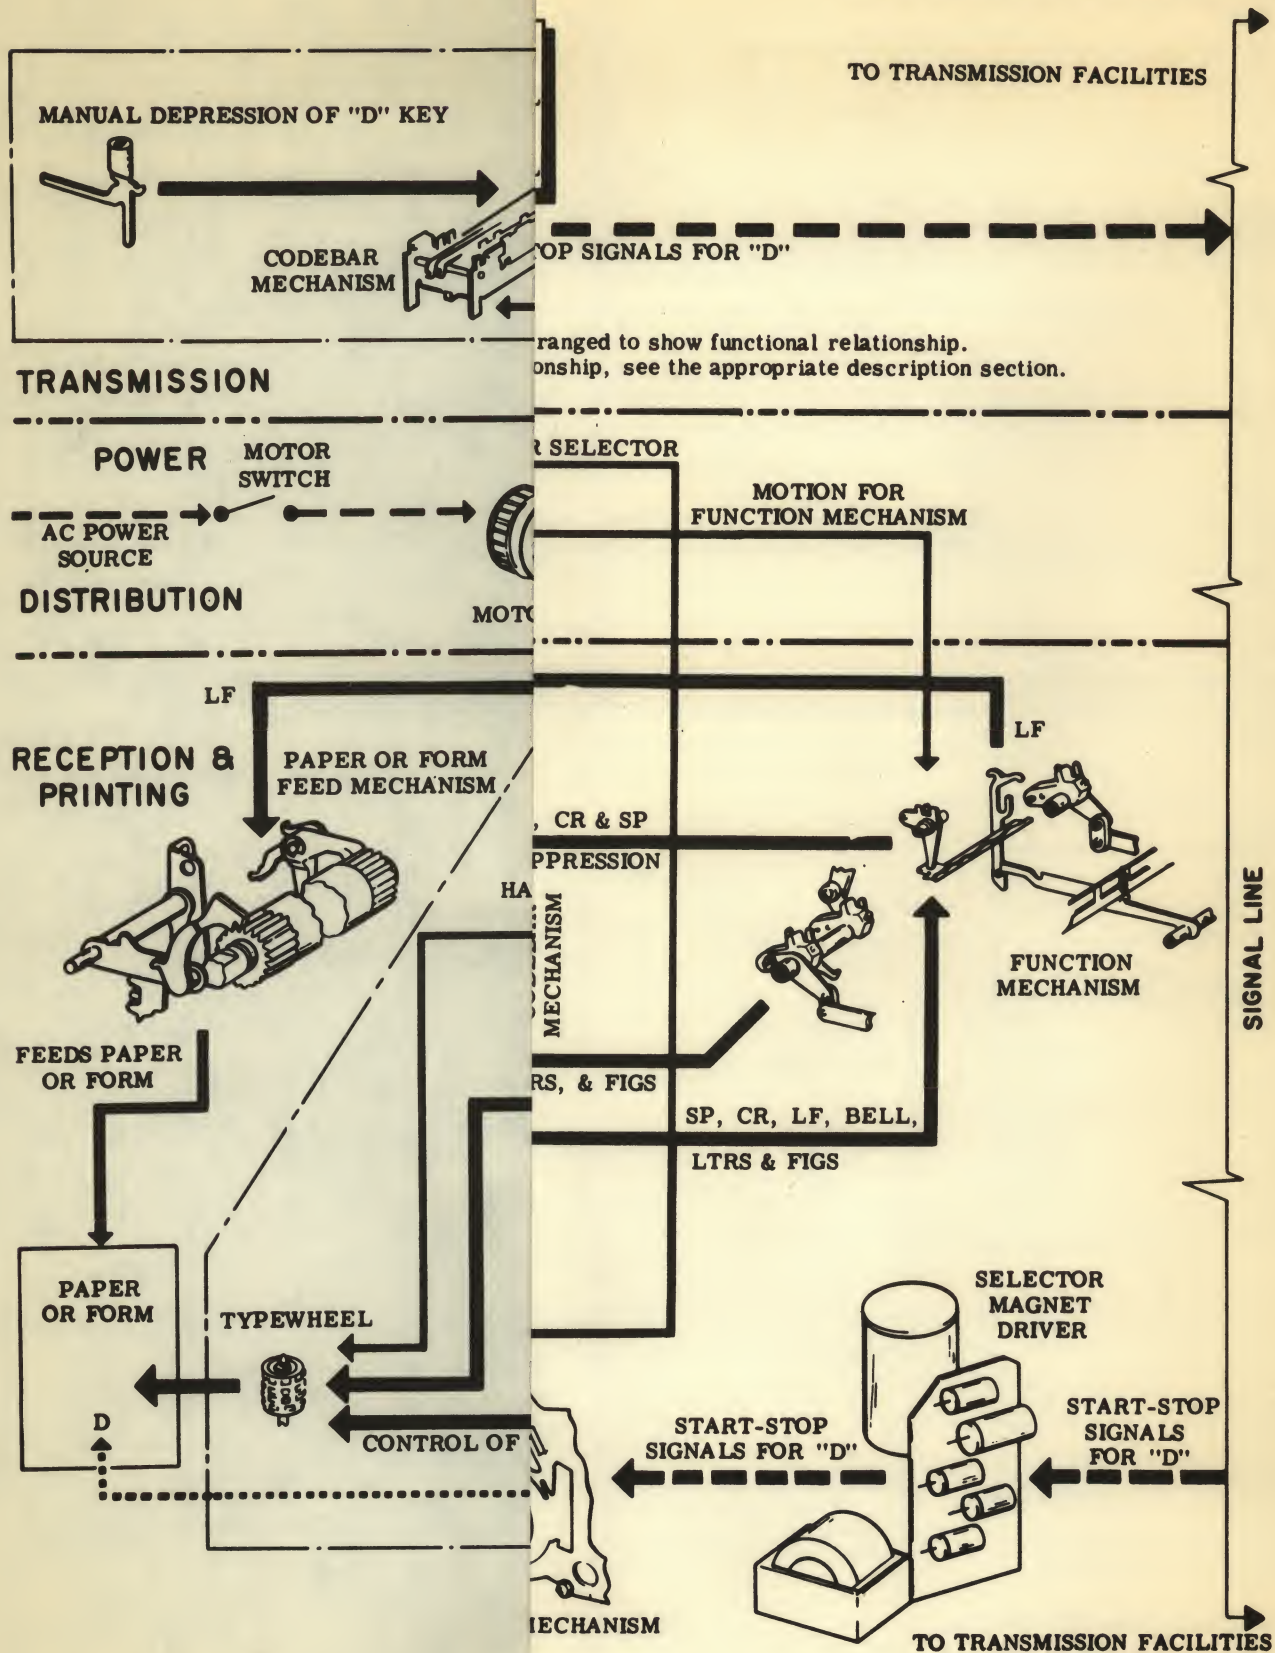 TO TRANSMISSION FACILITIES
MANUAL DEPRESSION OF "D" KEY
CODEBAR
MECHANISM
OP SIGNALS FOR "D"
ranged to show functional relationship.
onship, see the appropriate description section.
TRANSMISSION
POWER
MOTOR
SWITCH
AC POWER
SOURCE
DISTRIBUTION
MOTO
R SELECTOR
MOTION FOR
FUNCTION MECHANISM
LF
LF
RECEPTION &
PRINTING
PAPER OR FORM
FEED MECHANISM
, CR & SP
PPRESSION
HA
MECHANISM
FUNCTION
MECHANISM
SIGNAL LINE
FEEDS PAPER
OR FORM
RS, & FIGS
SP, CR, LF, BELL,
LTRS & FIGS
PAPER
OR FORM
D
TYPEWHEEL
CONTROL OF
SELECTOR
MAGNET
DRIVER
START-STOP
SIGNALS FOR "D"
START-STOP
SIGNALS
FOR "D"
MECHANISM
TO TRANSMISSION FACILITIES